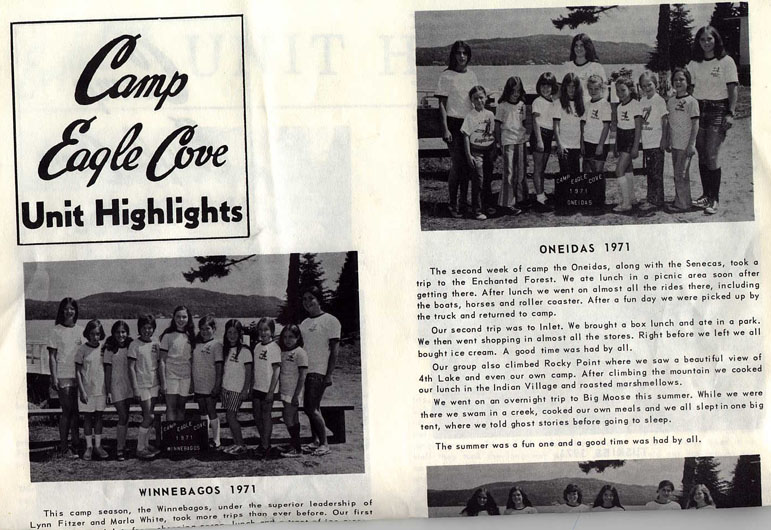 Camp
Eagle Cove
Unit Highlights
CAMP EAGLE COVE
1971
WINNEBAGOS
WINNEBAGOS 1971
This camp season, the Winnebagos, under the superior leadership of
Lynn Fitzer and Marla White, took more trips than ever before. Our first
CAMP EAGLE COVE
1971
ONEIDAS
ONEIDAS 1971
The second week of camp the Oneidas, along with the Senecas, took a
trip to the Enchanted Forest. We ate lunch in a picnic area soon after
getting there. After lunch we went on almost all the rides there, including
the boats, horses and roller coaster. After a fun day we were picked up by
the truck and returned to camp.
Our second trip was to Inlet. We brought a box lunch and ate in a park.
We then went shopping in almost all the stores. Right before we left we all
bought ice cream. A good time was had by all.
Our group also climbed Rocky Point where we saw a beautiful view of
4th Lake and even our own camp. After climbing the mountain we cooked
our lunch in the Indian Village and roasted marshmellows.
We went on an overnight trip to Big Moose this summer. While we were
there we swam in a creek, cooked our own meals and we all slept in one big
tent, where we told ghost stories before going to sleep.
The summer was a fun one and a good time was had by all.